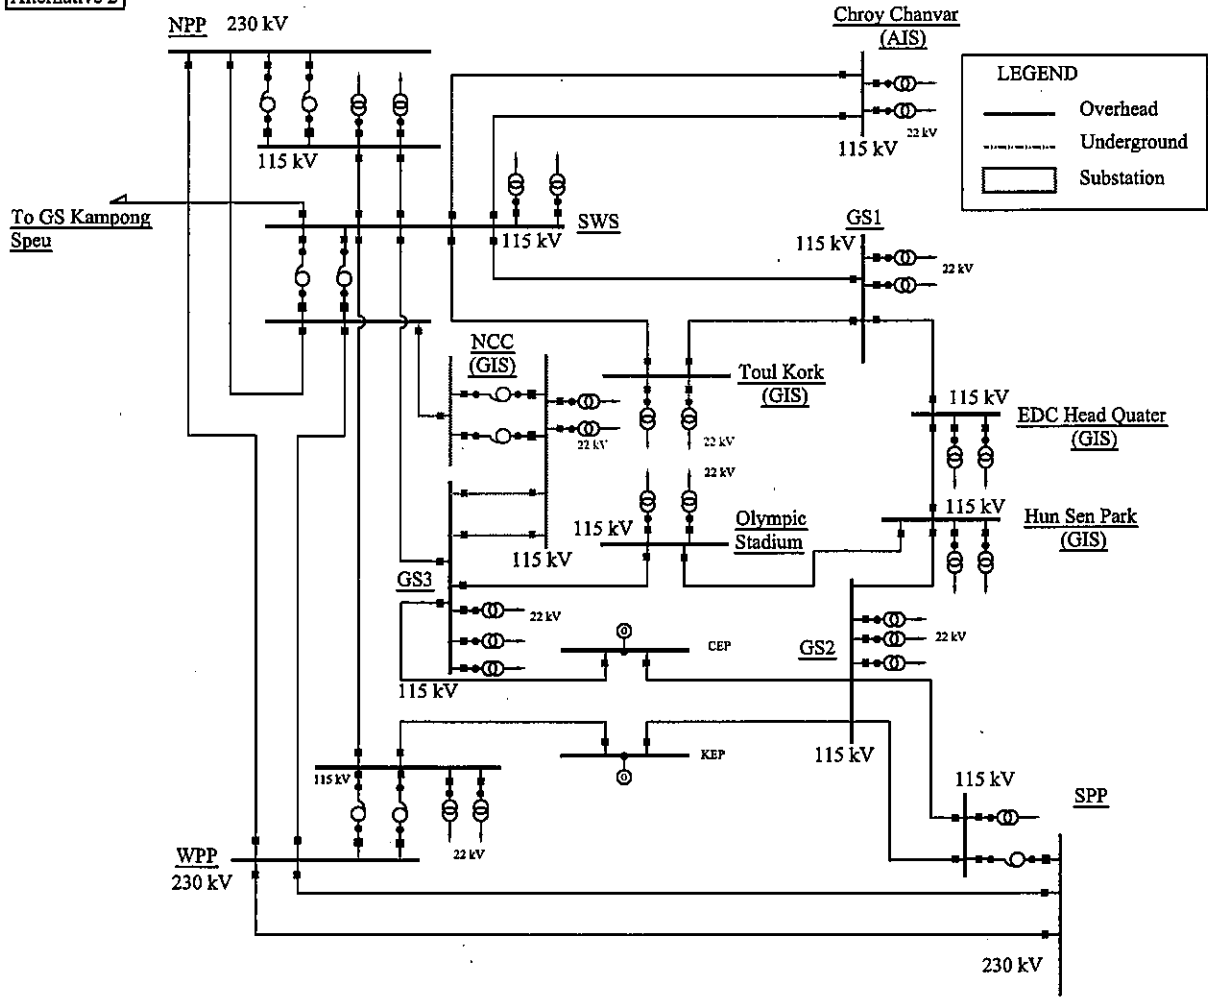 Alternative 2
NPP 230 kV
115 kV
Chroy Chanvar
(AIS)
22 kV
115 kV
LEGEND
Overhead
Underground
Substation
To GS Kampong
Speu
115 kV
SWS
GS1
115 kV
22 kV
NCC
(GIS)
22 kV
115 kV
Toul Kork
(GIS)
22 kV
22 kV
115 kV
EDC Head Quater
(GIS)
115 kV
Hun Sen Park
(GIS)
115 kV
Olympic
Stadium
GS3
22 kV
115 kV
CEP
GS2
22 kV
115 kV
KEP
115 kV
22 kV
WPP
230 kV
115 kV
SPP
230 kV